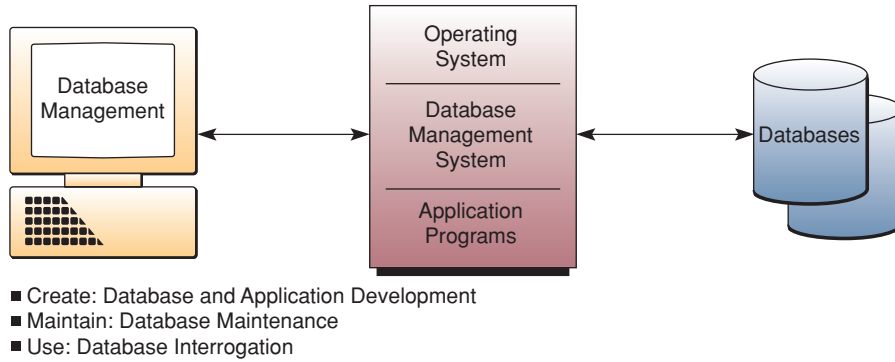 Database
Management
Operating
System
Database
Management
System
Application
Programs
Databases
■ Create: Database and Application Development
■ Maintain: Database Maintenance
■ Use: Database Interrogation